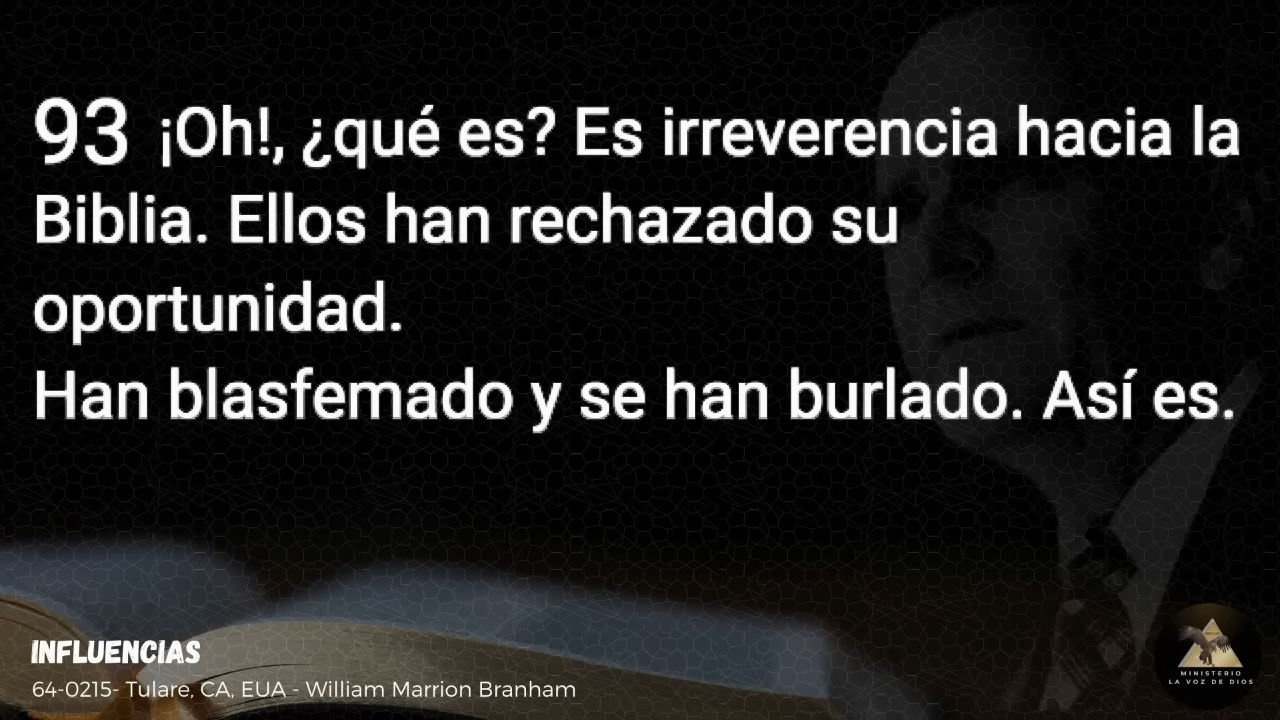 93 ¡Oh!, ¿qué es? Es irreverencia hacia la
Biblia. Ellos han rechazado su
oportunidad.
Han blasfemado y se han burlado. Así es.
INFLUENCIAS
64-0215- Tulare, CA, EUA - William Marrion Branham
MINISTERIO
LA VOZ DE DIOS